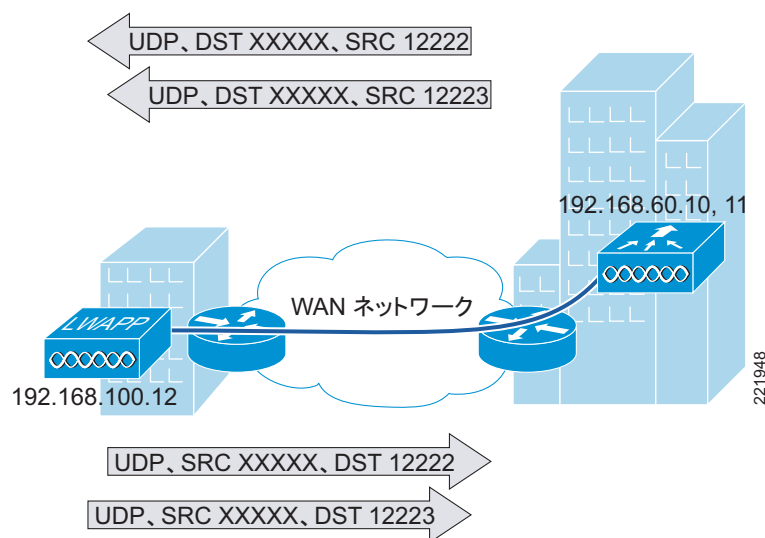 UDP、DST XXXXX、SRC 12222
UDP、DST XXXXX、SRC 12223
192.168.60.10, 11
WAN ネットワーク
LWAPP
192.168.100.12
221948
UDP、SRC XXXXX、DST 12222
UDP、SRC XXXXX、DST 12223